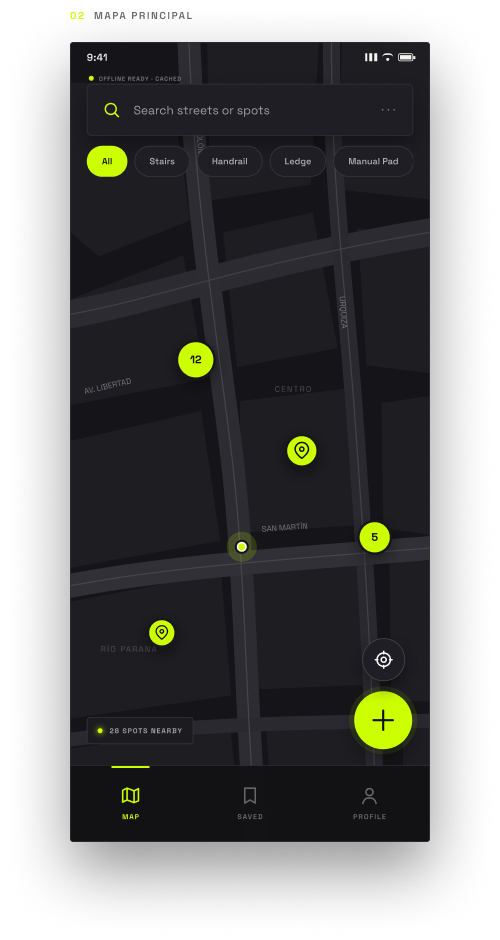 02 MAPA PRINCIPAL
9:41
OFFLINE READY · CACHED
Search streets or spots
All Stairs Handrail Ledge Manual Pad
URQUIZA
12
AV. LIBERTAD
CENTRO
SAN MARTÍN
5
RÍO PARANÁ
28 SPOTS NEARBY
MAP SAVED PROFILE